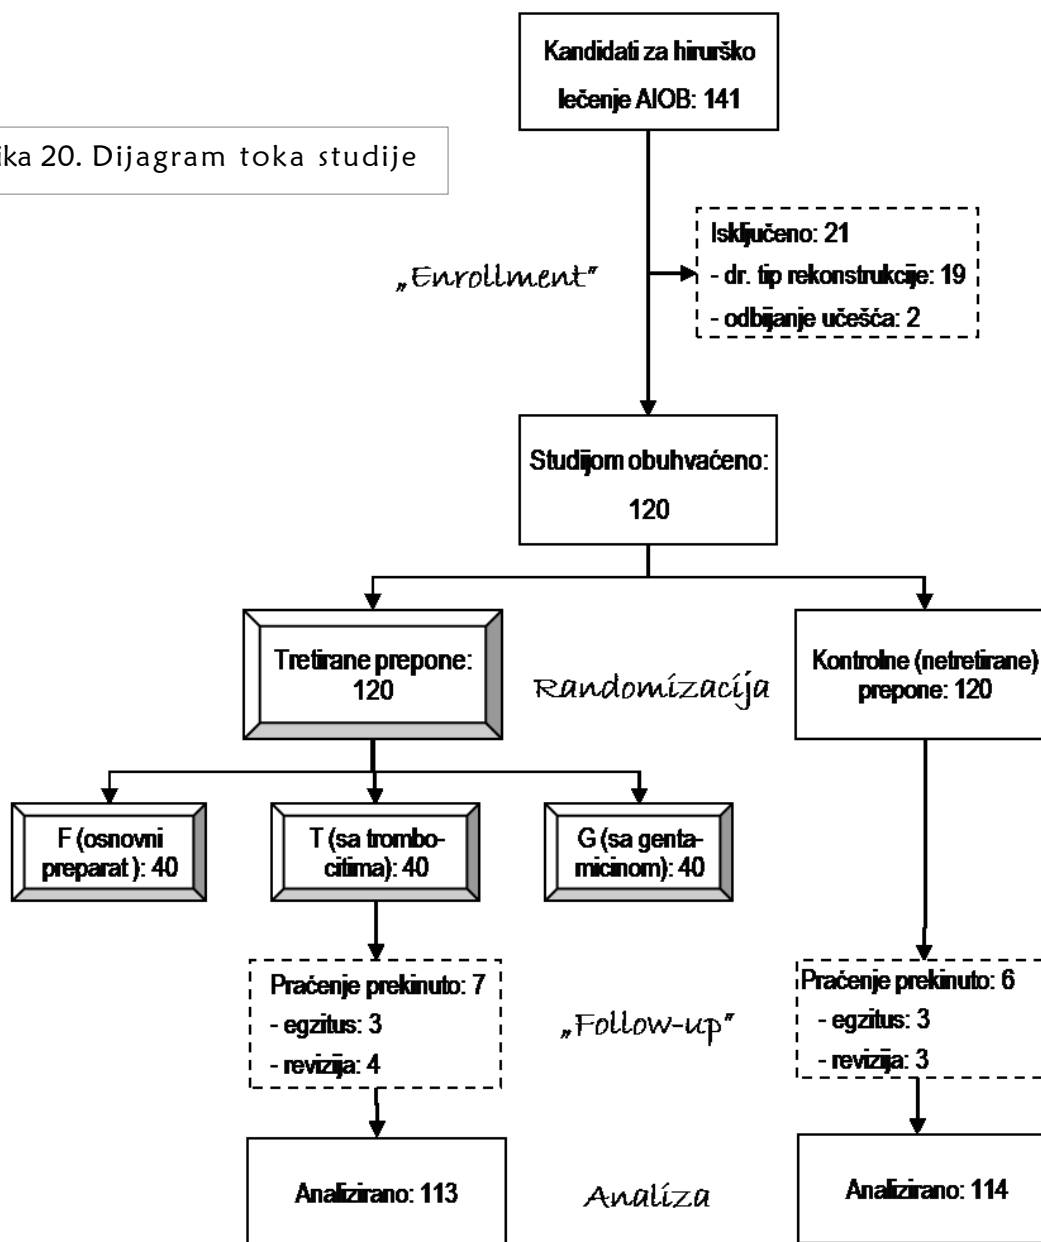 Kandidati za hirurško
lečenje AIOB: 141
ika 20. Dijagram toka studije
Isključeno: 21
- dr. tip rekonstrukcije: 19
- odbijanje učešća: 2
„Enrollment"
Studijom obuhvaćeno:
120
Tretirane prepone:
120
Randomizacija
Kontrolne (netretirane)
prepone: 120
F (osnovni
preparat ): 40
T (sa trombo-
citima): 40
G (sa genta-
micinom): 40
Praćenje prekinuto: 7
- egzitus: 3
- revizija: 4
„Follow-up"
Praćenje prekinuto: 6
- egzitus: 3
- revizija: 3
Analizirano: 113
Analiza
Analizirano: 114